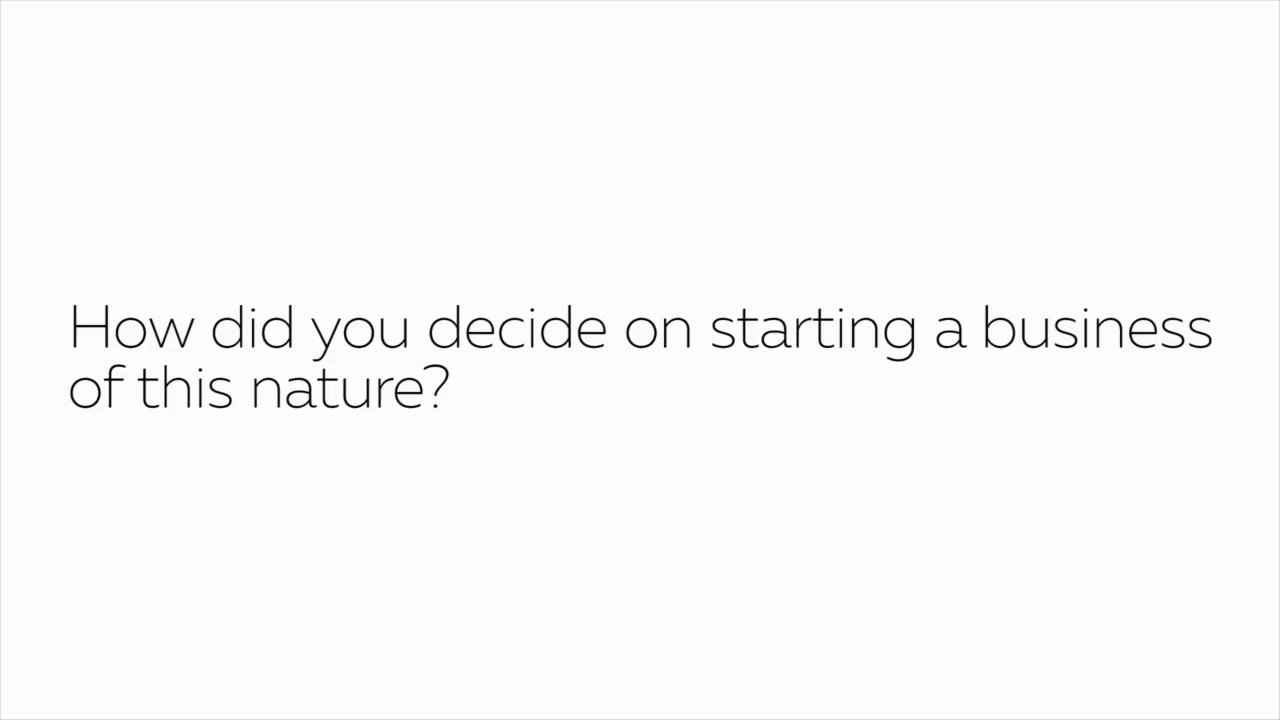 How did you decide on starting a business
of this nature?